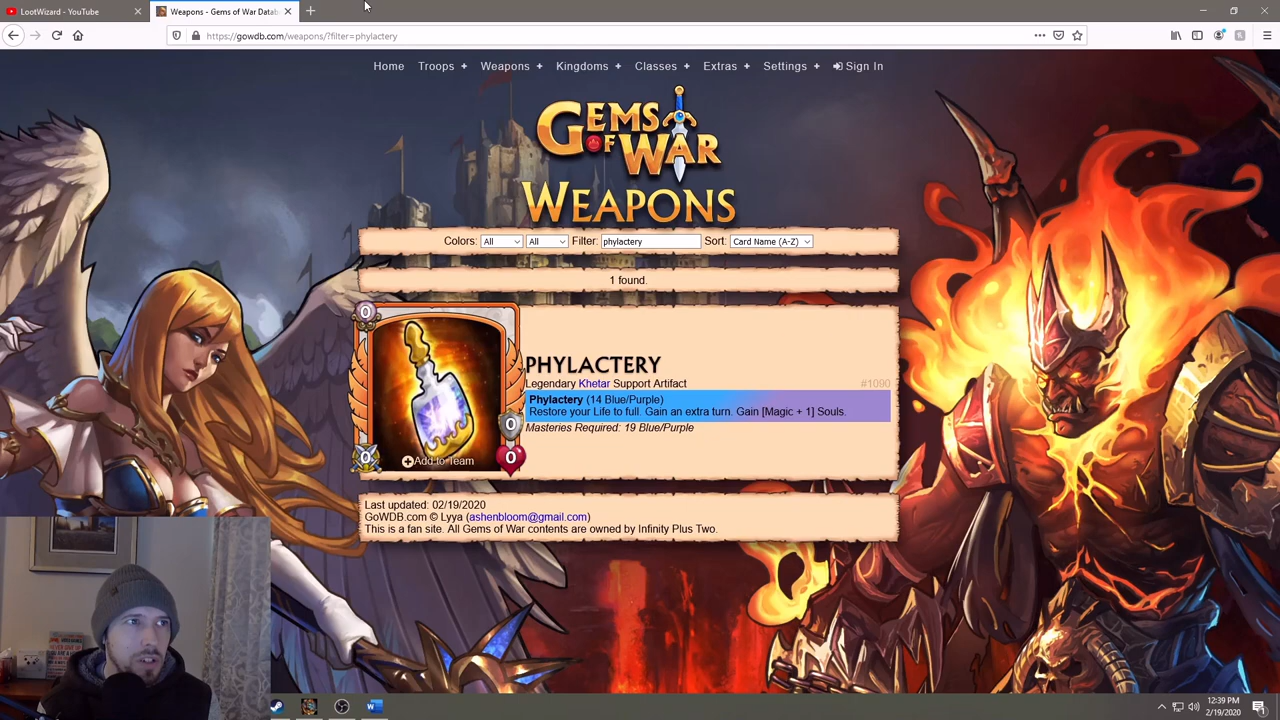 LootWizard - YouTube
Weapons - Gems of War Datab
https://gowdb.com/weapons/?filter=phylactery
Home Troops + Weapons + Kingdoms + Classes + Extras + Settings + Sign In
GEMS OF WAR
WEAPONS
Colors: All All Filter: phylactery Sort: Card Name (A-Z)
1 found.
0
PHYLACTERY
Legendary Khetar Support Artifact #1090
Phylactery (14 Blue/Purple)
Restore your Life to full. Gain an extra turn. Gain [Magic + 1] Souls.
Masteries Required: 19 Blue/Purple
0
0 Add to Team 0
Last updated: 02/19/2020
GoWDB.com © Lyya (ashenbloom@gmail.com)
This is a fan site. All Gems of War contents are owned by Infinity Plus Two.
12:39 PM
2/19/2020